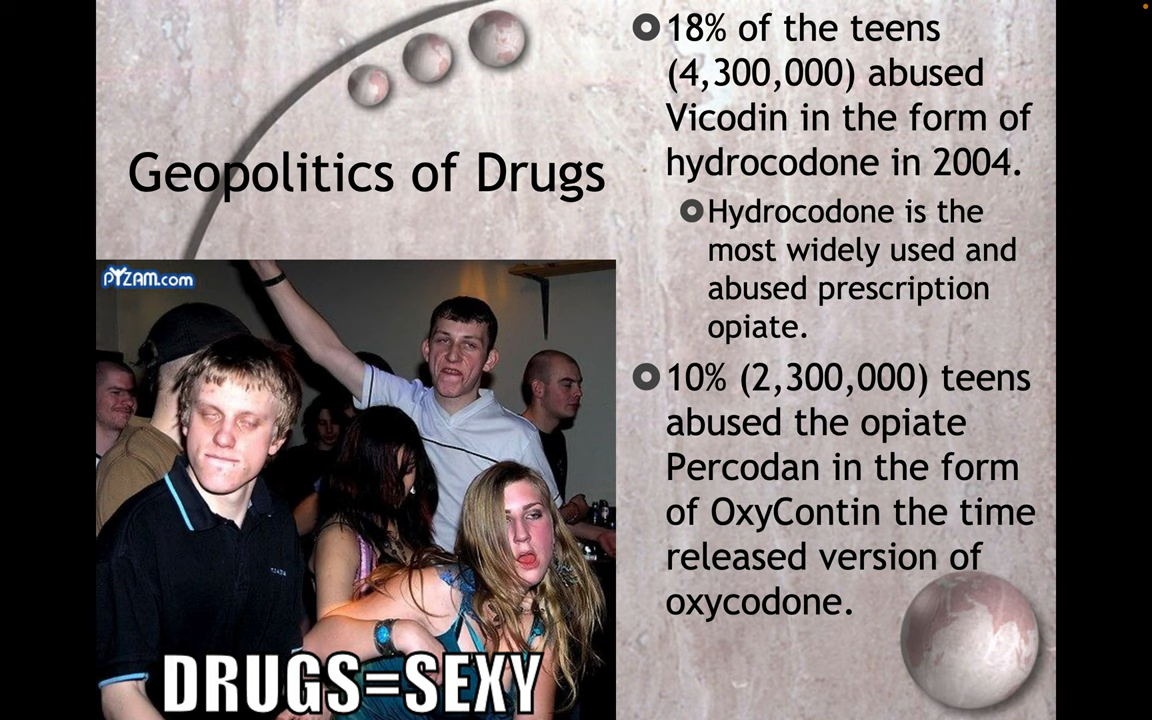 Geopolitics of Drugs
PYZAM.com
DRUGS=SEXY
18% of the teens
(4,300,000) abused
Vicodin in the form of
hydrocodone in 2004.
Hydrocodone is the
most widely used and
abused prescription
opiate.
10% (2,300,000) teens
abused the opiate
Percodan in the form
of OxyContin the time
released version of
oxycodone.